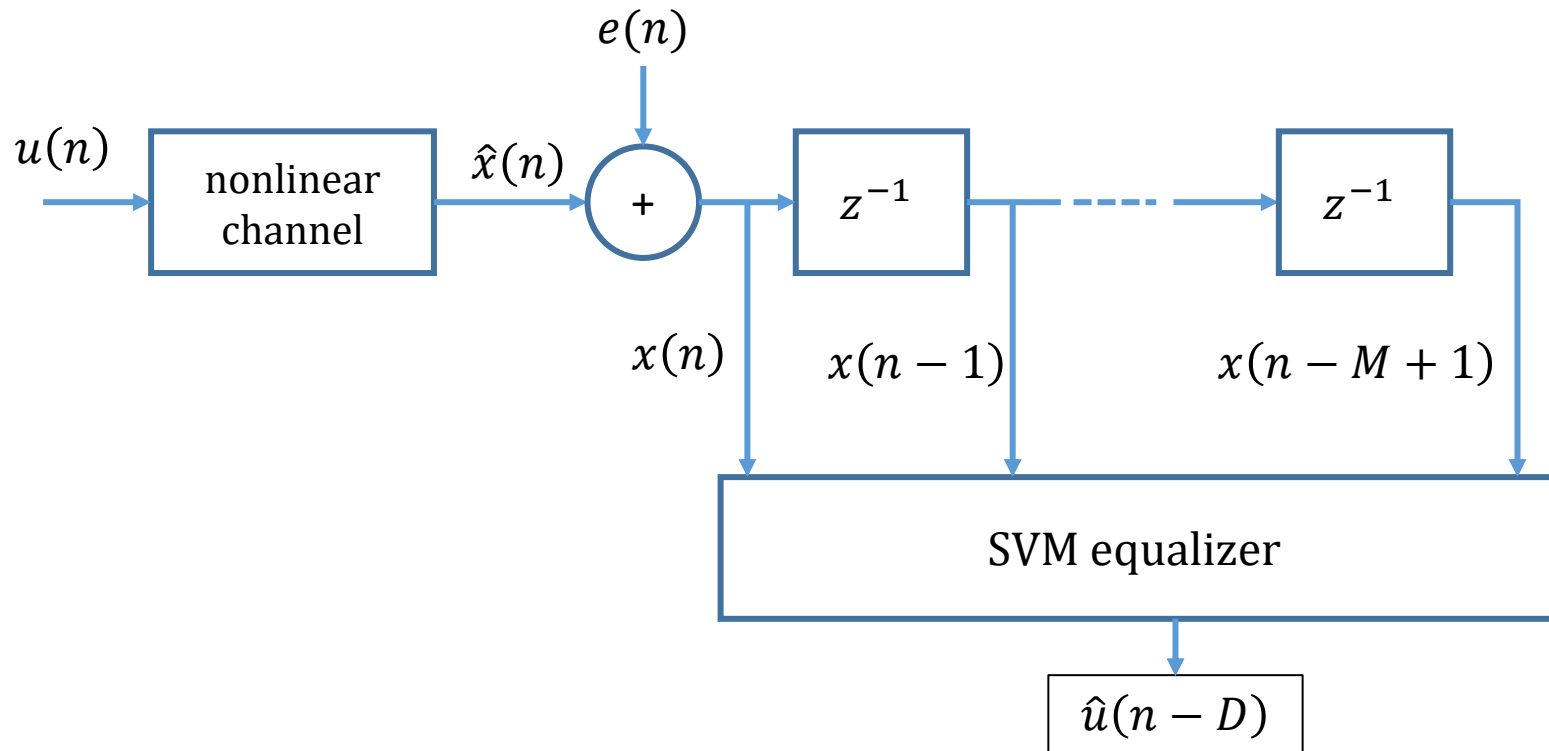 e(n)
u(n)
nonlinear
channel
x̂(n)
+
z⁻¹
z⁻¹
x(n)
x(n − 1)
x(n − M + 1)
SVM equalizer
û(n − D)